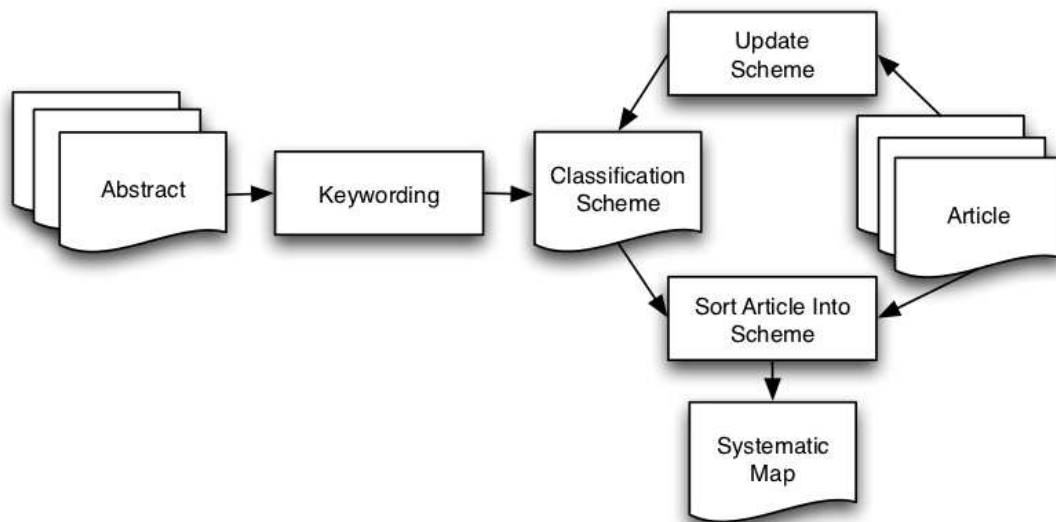 Update
Scheme
Abstract
Keywording
Classification
Scheme
Article
Sort Article Into
Scheme
Systematic
Map